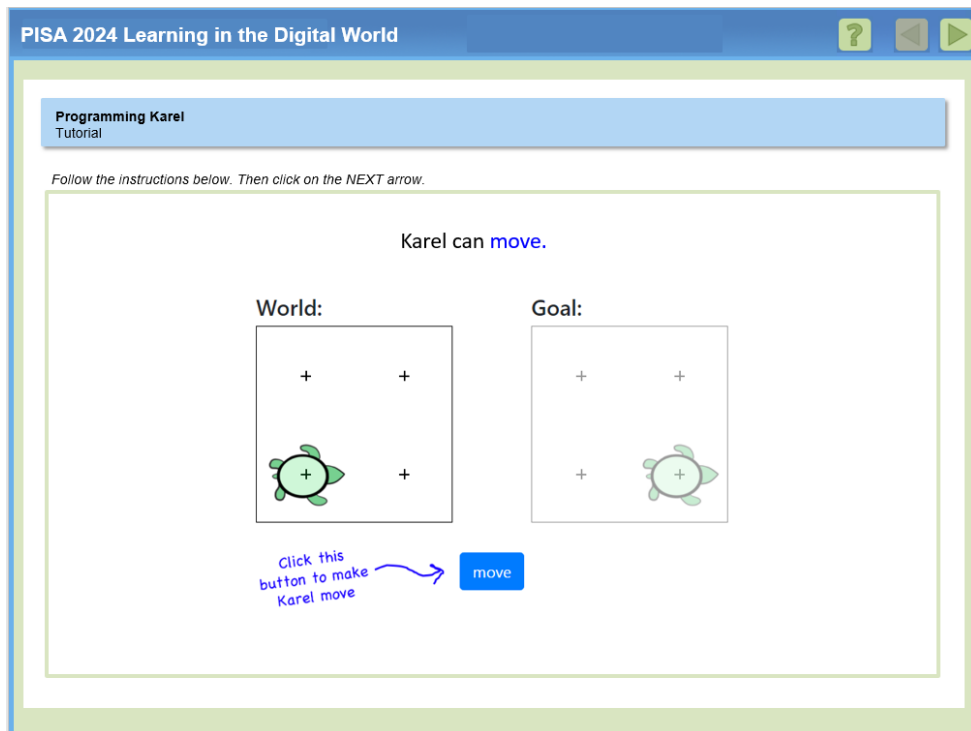 PISA 2024 Learning in the Digital World
?
Programming Karel
Tutorial
Follow the instructions below. Then click on the NEXT arrow.
Karel can move.
World:
Goal:
+ +
+ +
+ +
+ +
Click this
button to make
Karel move
move